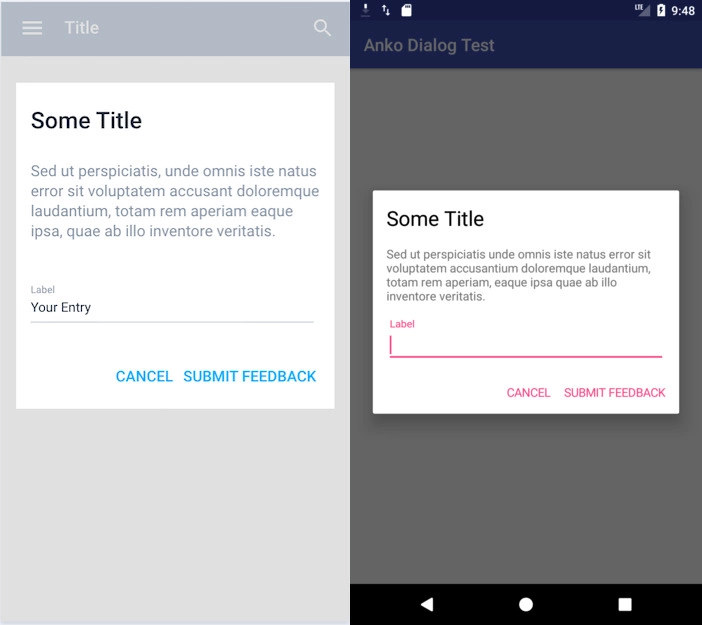 Title
Some Title
Sed ut perspiciatis, unde omnis iste natus
error sit voluptatem accusant doloremque
laudantium, totam rem aperiam eaque
ipsa, quae ab illo inventore veritatis.
Label
Your Entry
CANCEL SUBMIT FEEDBACK
LTE 9:48
Anko Dialog Test
Some Title
Sed ut perspiciatis unde omnis iste natus error sit
voluptatem accusantium doloremque laudantium,
totam rem aperiam, eaque ipsa quae ab illo
inventore veritatis.
Label
CANCEL SUBMIT FEEDBACK